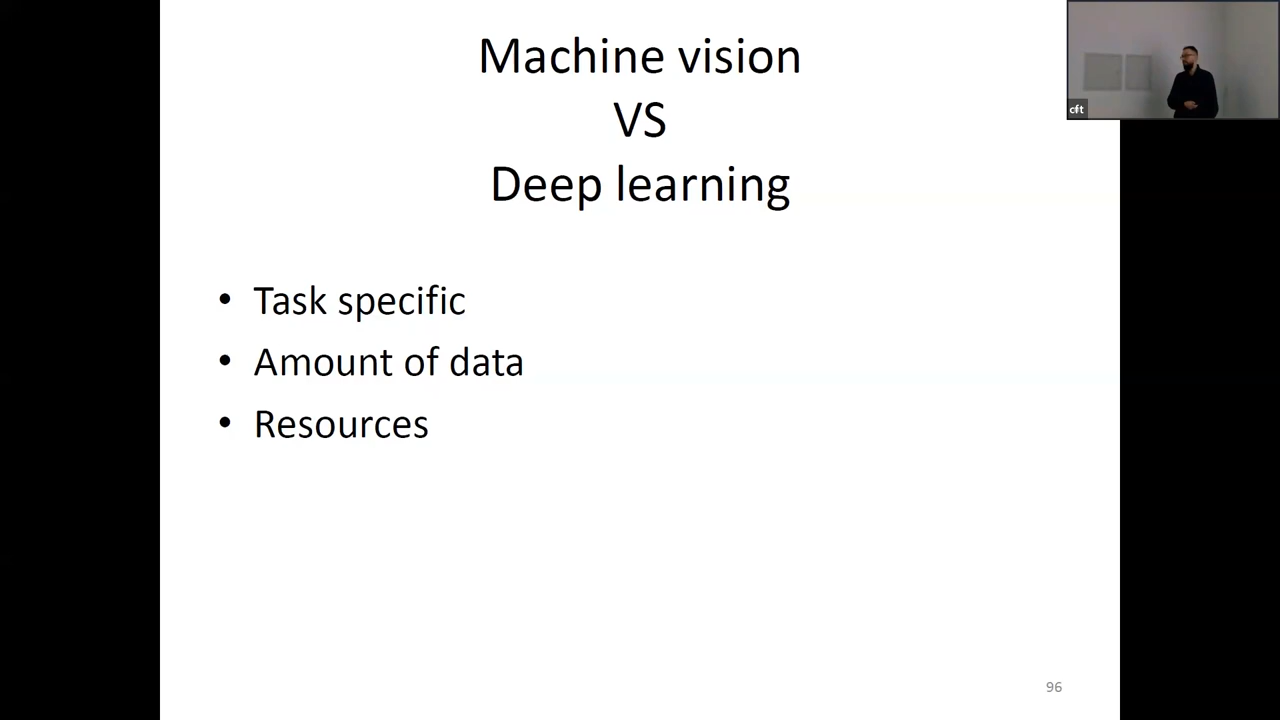 Machine vision
VS
Deep learning
• Task specific
• Amount of data
• Resources
96
cft